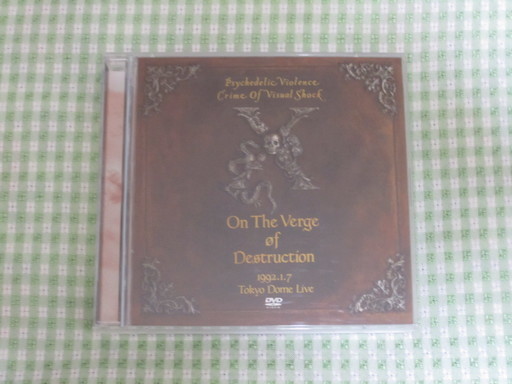 Psychedelic Violence
Crime Of Visual Shock
X
On The Verge
of
Destruction
1992.1.7
Tokyo Dome Live
DVD